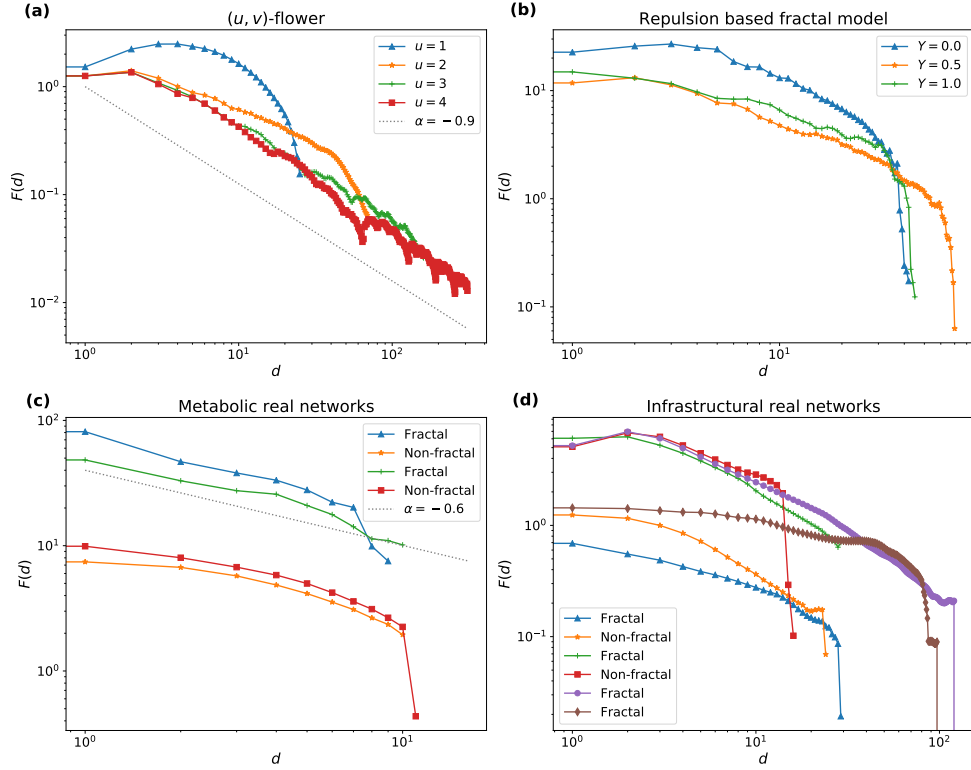 (a)
(u, v)-flower
10⁰
10⁻¹
10⁻²
F(d)
u = 1
u = 2
u = 3
u = 4
α = −0.9
10⁰
10¹
10²
d
(b)
Repulsion based fractal model
10¹
10⁰
10⁻¹
F(d)
Y = 0.0
Y = 0.5
Y = 1.0
10⁰
10¹
d
(c)
Metabolic real networks
10²
10¹
10⁰
F(d)
Fractal
Non-fractal
Fractal
Non-fractal
α = −0.6
10⁰
10¹
d
(d)
Infrastructural real networks
10⁰
10⁻¹
F(d)
Fractal
Non-fractal
Fractal
Non-fractal
Fractal
Fractal
10⁰
10¹
10²
d